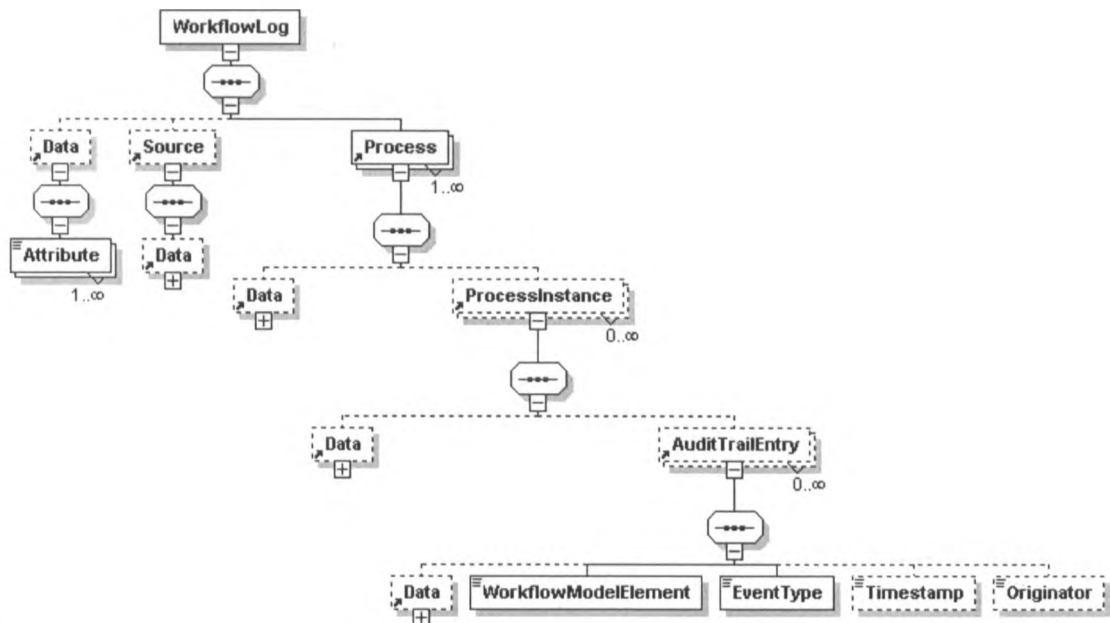 WorkflowLog
Data
Source
Process
1..∞
Attribute
1..∞
Data
Data
ProcessInstance
0..∞
Data
AuditTrailEntry
0..∞
Data
WorkflowModelElement
EventType
Timestamp
Originator